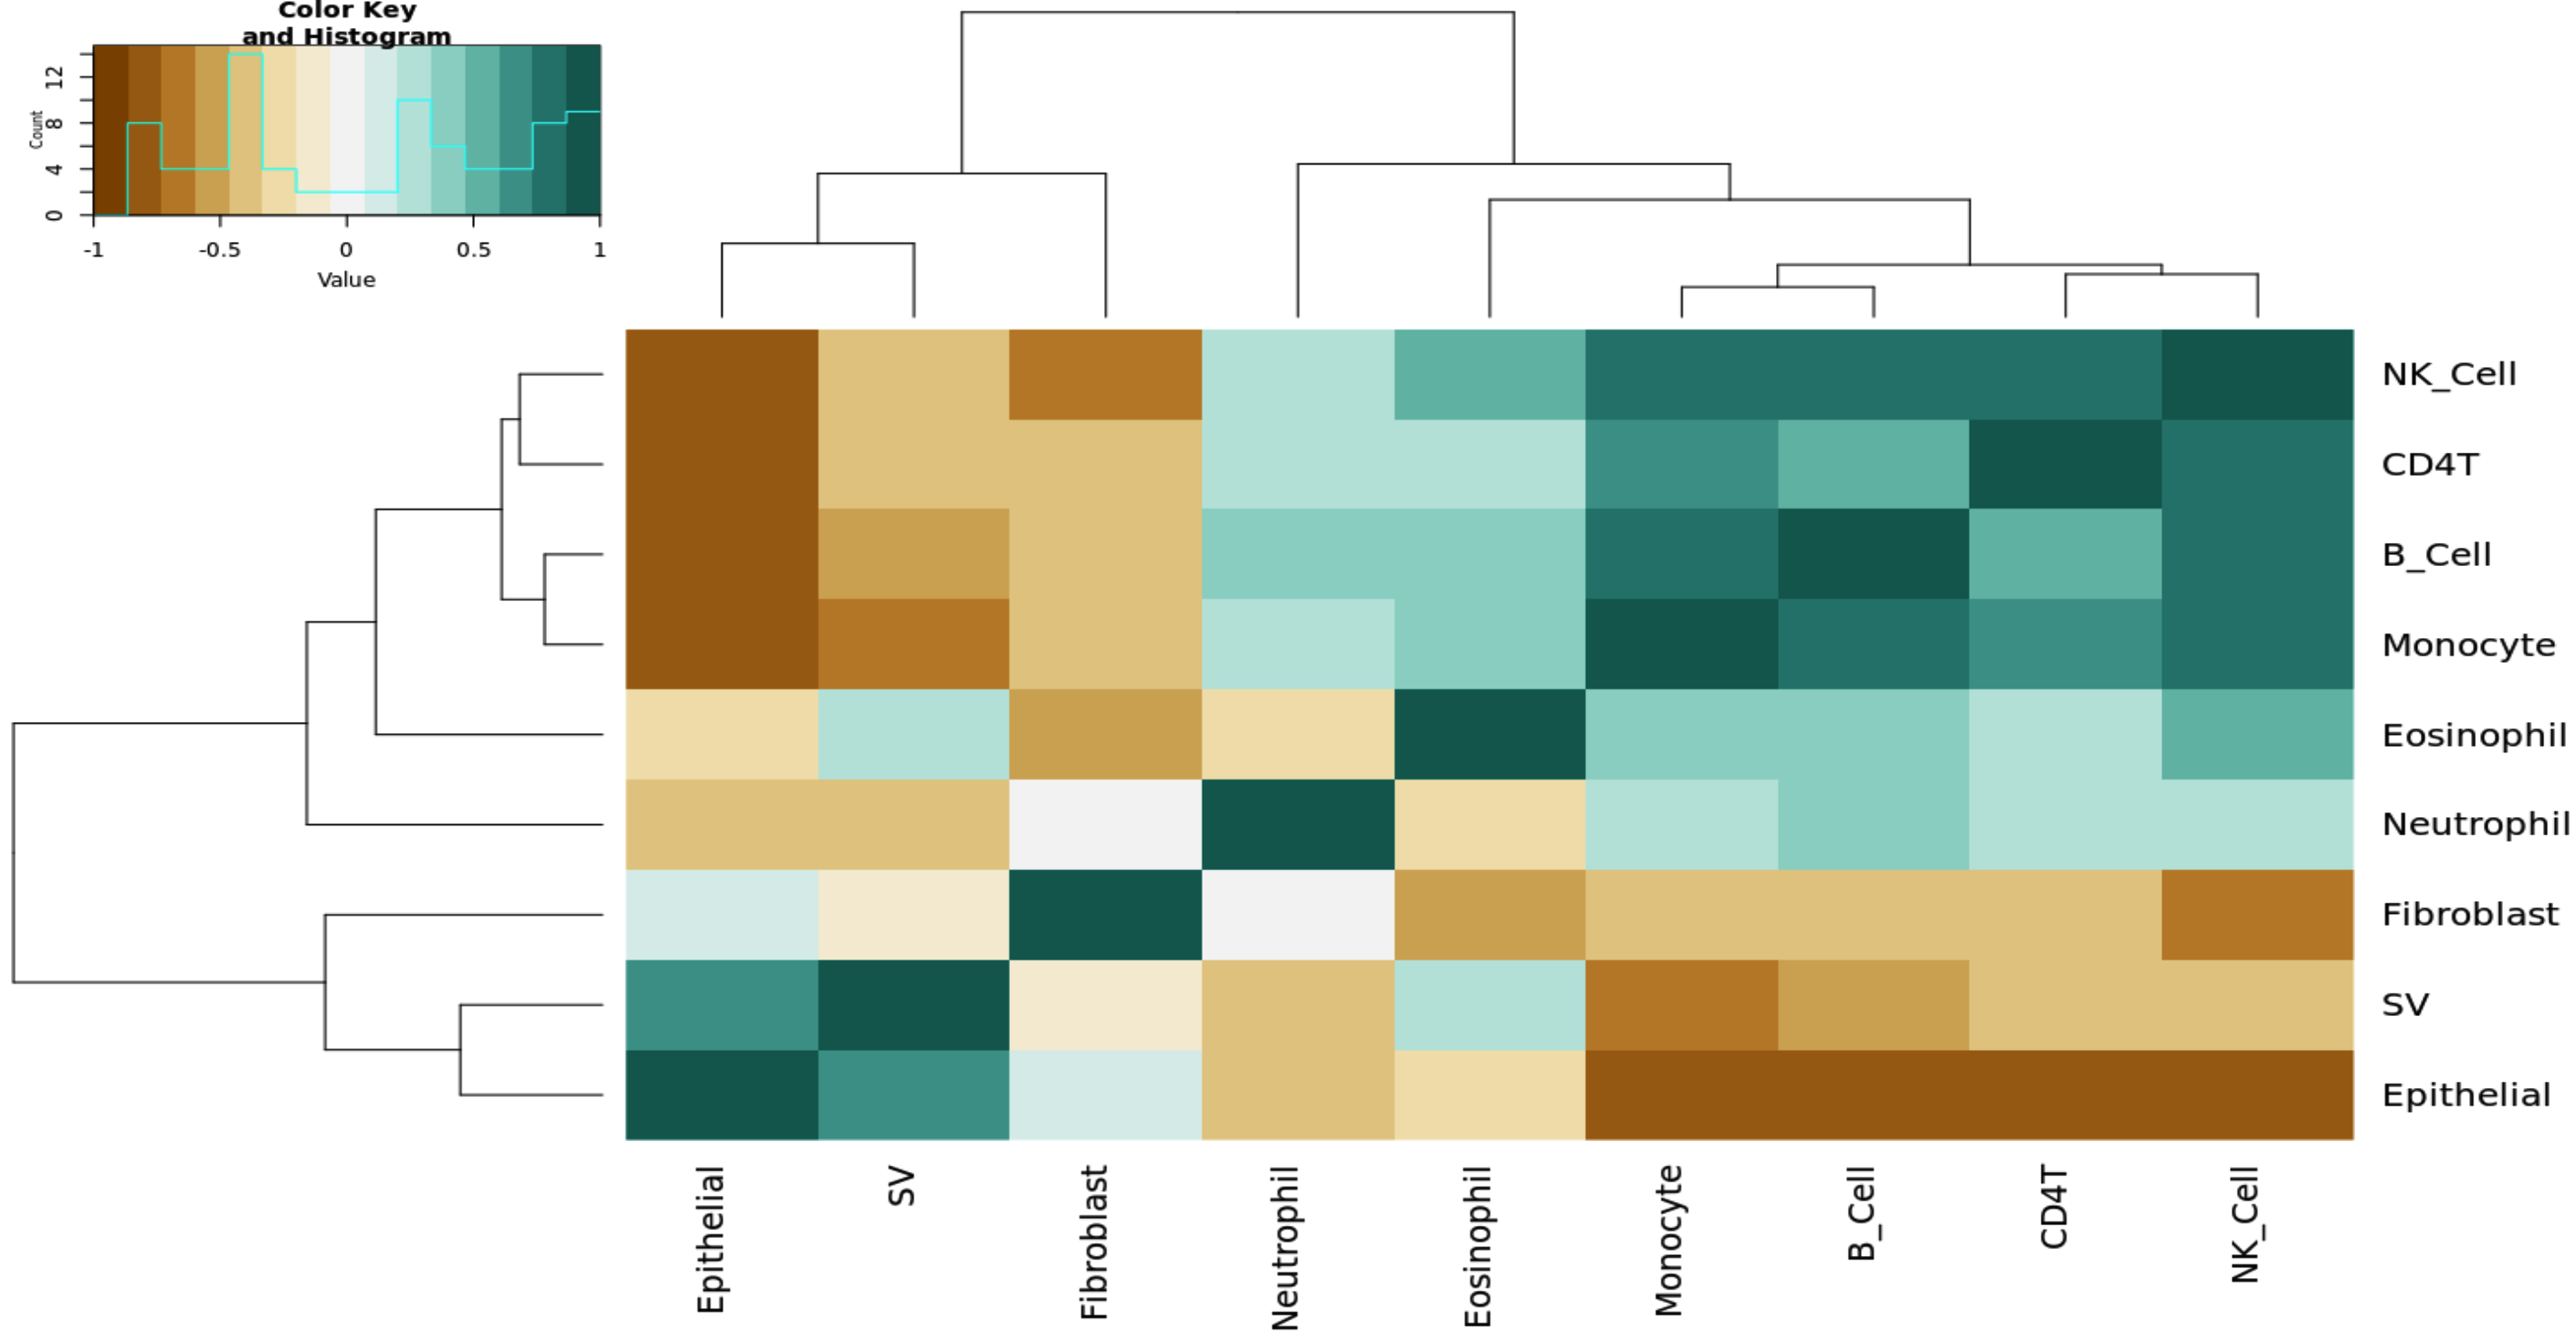 Color Key
and Histogram
Count
0 4 8 12
-1 -0.5 0 0.5 1
Value
NK_Cell
CD4T
B_Cell
Monocyte
Eosinophil
Neutrophil
Fibroblast
SV
Epithelial
Epithelial
SV
Fibroblast
Neutrophil
Eosinophil
Monocyte
B_Cell
CD4T
NK_Cell